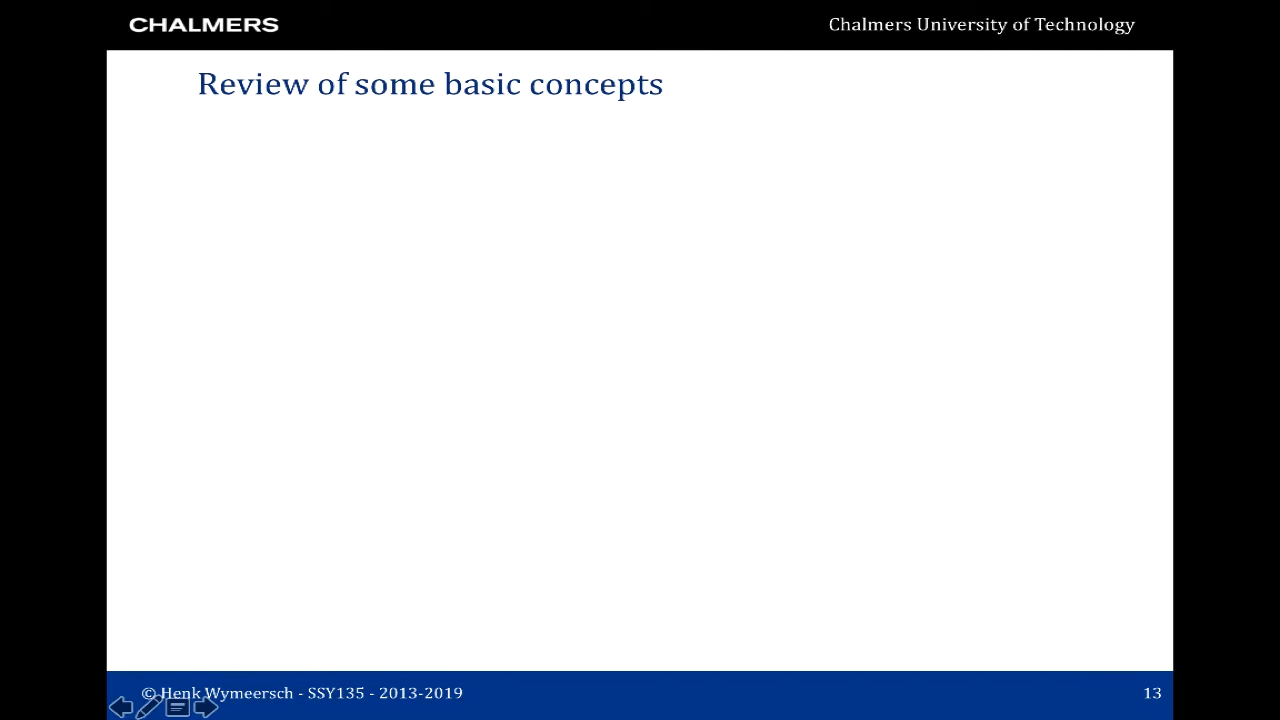 CHALMERS
Chalmers University of Technology
Review of some basic concepts
© Henk Wymeersch - SSY135 - 2013-2019
13